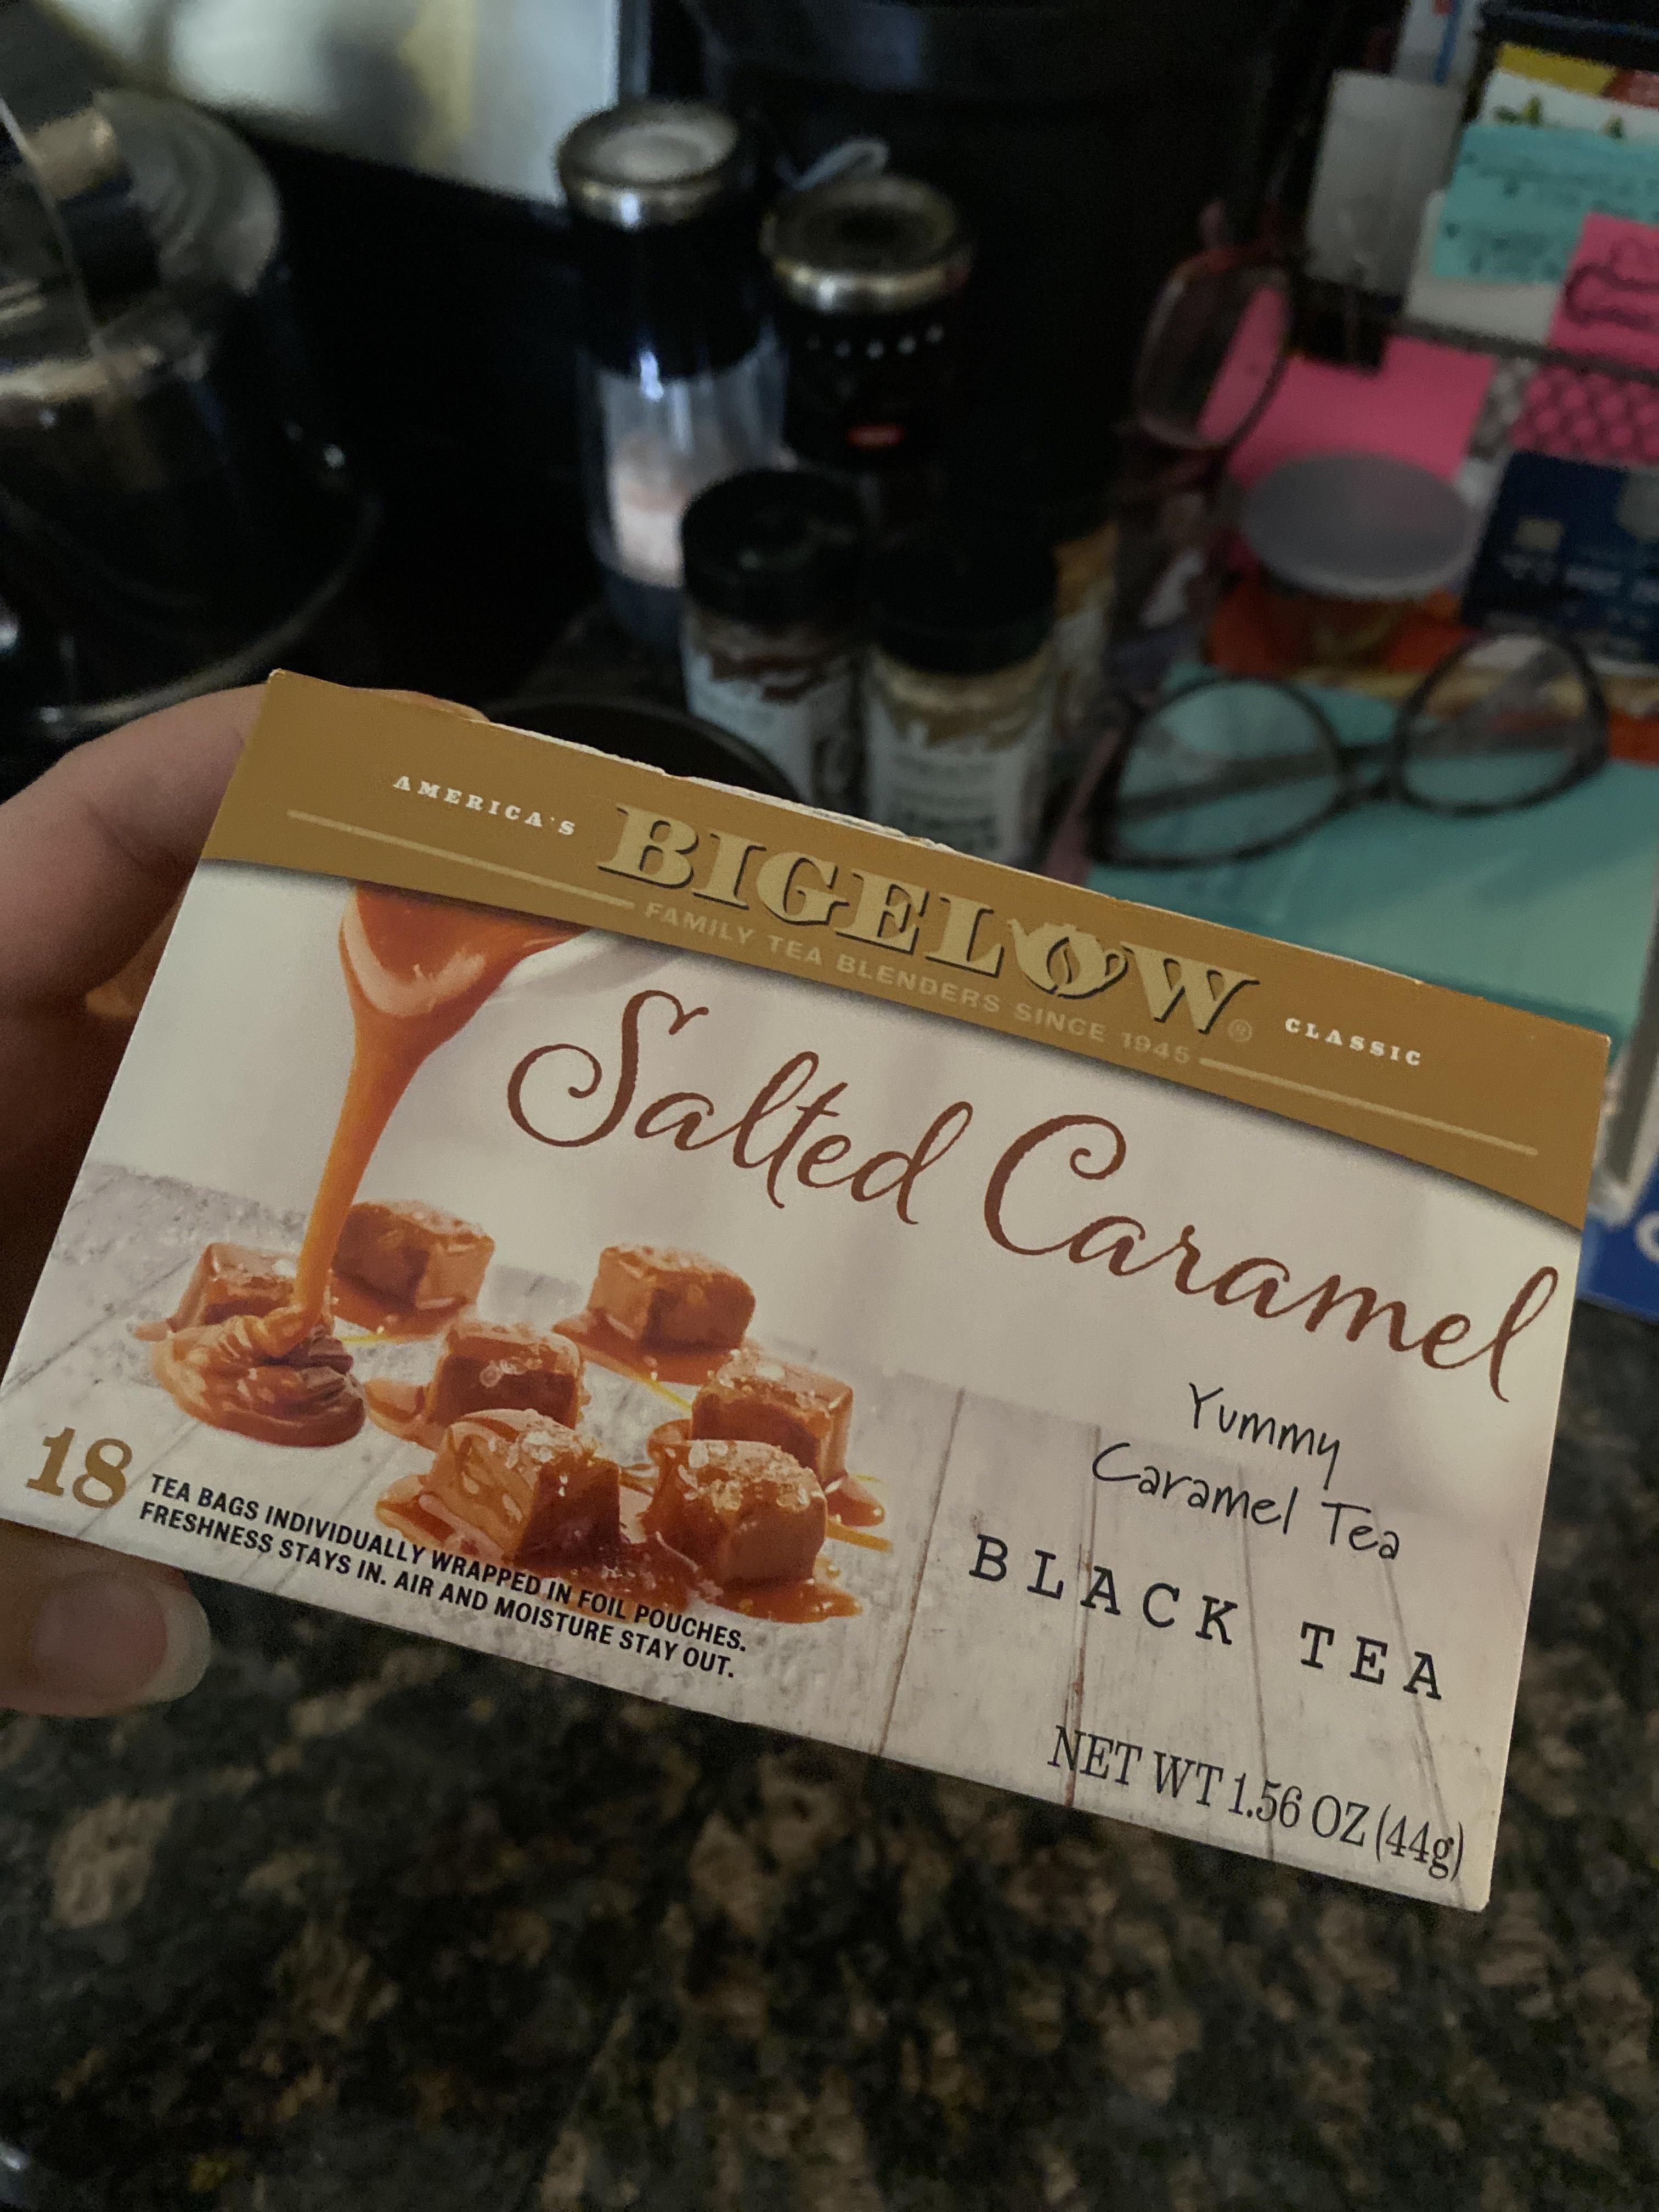 AMERICA'S BIGELOW® CLASSIC
FAMILY TEA BLENDERS SINCE 1945
Salted Caramel
Yummy
Caramel Tea
BLACK TEA
18 TEA BAGS INDIVIDUALLY WRAPPED IN FOIL POUCHES.
FRESHNESS STAYS IN. AIR AND MOISTURE STAY OUT.
NET WT 1.56 OZ (44g)